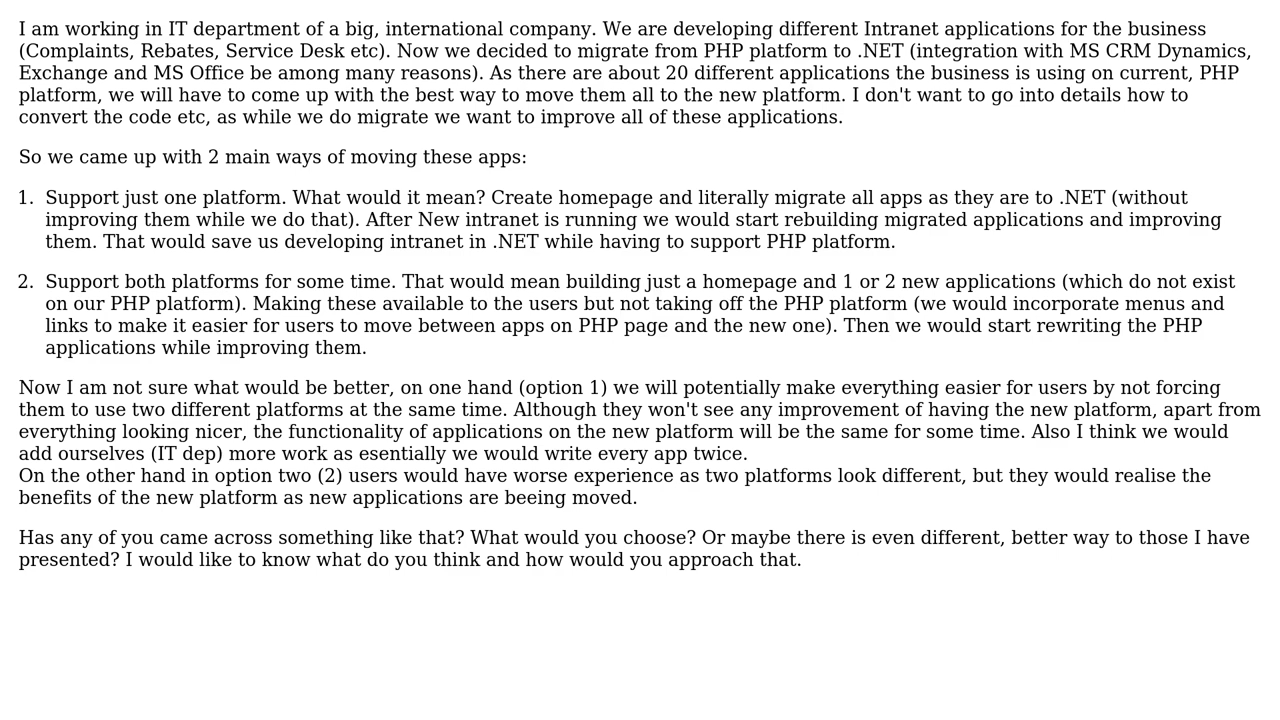 I am working in IT department of a big, international company. We are developing different Intranet applications for the business
(Complaints, Rebates, Service Desk etc). Now we decided to migrate from PHP platform to .NET (integration with MS CRM Dynamics,
Exchange and MS Office be among many reasons). As there are about 20 different applications the business is using on current, PHP
platform, we will have to come up with the best way to move them all to the new platform. I don't want to go into details how to
convert the code etc, as while we do migrate we want to improve all of these applications.
So we came up with 2 main ways of moving these apps:
1. Support just one platform. What would it mean? Create homepage and literally migrate all apps as they are to .NET (without
improving them while we do that). After New intranet is running we would start rebuilding migrated applications and improving
them. That would save us developing intranet in .NET while having to support PHP platform.
2. Support both platforms for some time. That would mean building just a homepage and 1 or 2 new applications (which do not exist
on our PHP platform). Making these available to the users but not taking off the PHP platform (we would incorporate menus and
links to make it easier for users to move between apps on PHP page and the new one). Then we would start rewriting the PHP
applications while improving them.
Now I am not sure what would be better, on one hand (option 1) we will potentially make everything easier for users by not forcing
them to use two different platforms at the same time. Although they won't see any improvement of having the new platform, apart from
everything looking nicer, the functionality of applications on the new platform will be the same for some time. Also I think we would
add ourselves (IT dep) more work as esentially we would write every app twice.
On the other hand in option two (2) users would have worse experience as two platforms look different, but they would realise the
benefits of the new platform as new applications are beeing moved.
Has any of you came across something like that? What would you choose? Or maybe there is even different, better way to those I have
presented? I would like to know what do you think and how would you approach that.